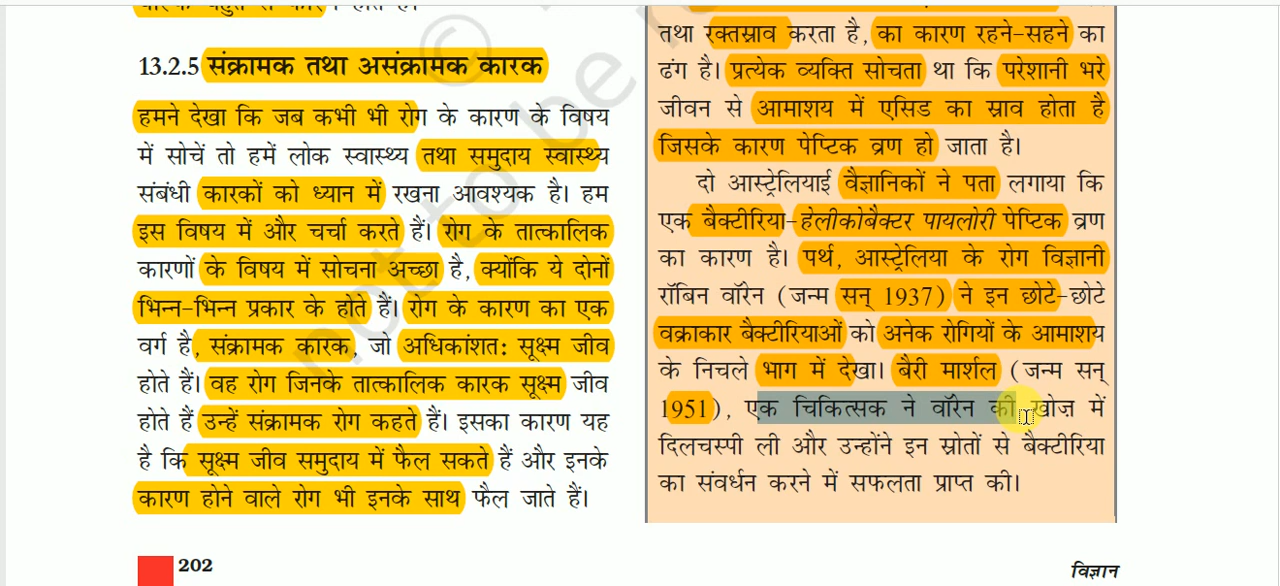 13.2.5 संक्रामक तथा असंक्रामक कारक
हमने देखा कि जब कभी भी रोग के कारण के विषय
में सोचें तो हमें लोक स्वास्थ्य तथा समुदाय स्वास्थ्य
संबंधी कारकों को ध्यान में रखना आवश्यक है। हम
इस विषय में और चर्चा करते हैं। रोग के तात्कालिक
कारणों के विषय में सोचना अच्छा है, क्योंकि ये दोनों
भिन्न-भिन्न प्रकार के होते हैं। रोग के कारण का एक
वर्ग है, संक्रामक कारक, जो अधिकांशत: सूक्ष्म जीव
होते हैं। वह रोग जिनके तात्कालिक कारक सूक्ष्म जीव
होते हैं उन्हें संक्रामक रोग कहते हैं। इसका कारण यह
है कि सूक्ष्म जीव समुदाय में फैल सकते हैं और इनके
कारण होने वाले रोग भी इनके साथ फैल जाते हैं।
तथा रक्तस्राव करता है, का कारण रहने-सहने का
ढंग है। प्रत्येक व्यक्ति सोचता था कि परेशानी भरे
जीवन से आमाशय में एसिड का स्राव होता है
जिसके कारण पेप्टिक व्रण हो जाता है।
दो आस्ट्रेलियाई वैज्ञानिकों ने पता लगाया कि
एक बैक्टीरिया-हेलीकोबैक्टर पायलोरी पेप्टिक व्रण
का कारण है। पर्थ, आस्ट्रेलिया के रोग विज्ञानी
रॉबिन वॉरेन (जन्म सन् 1937) ने इन छोटे-छोटे
वक्राकार बैक्टीरियाओं को अनेक रोगियों के आमाशय
के निचले भाग में देखा। बैरी मार्शल (जन्म सन्
1951), एक चिकित्सक ने वॉरेन की खोज में
दिलचस्पी ली और उन्होंने इन स्रोतों से बैक्टीरिया
का संवर्धन करने में सफलता प्राप्त की।
202
विज्ञान
© 
not to be